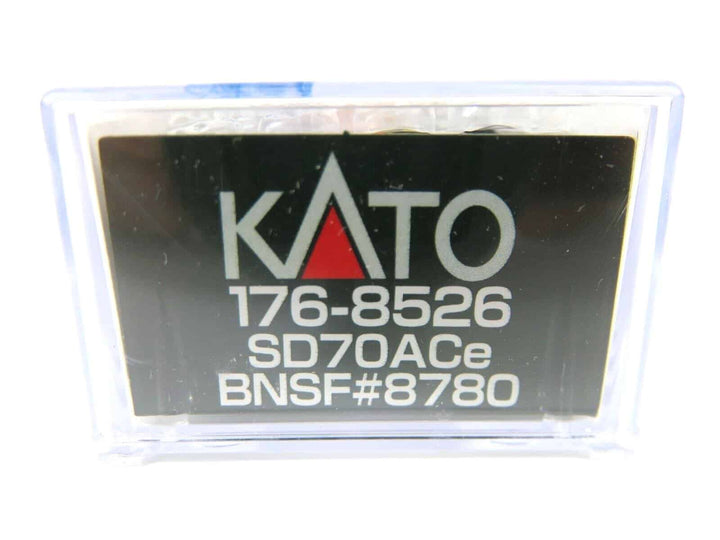 KATO
176-8526
SD70ACe
BNSF#8780